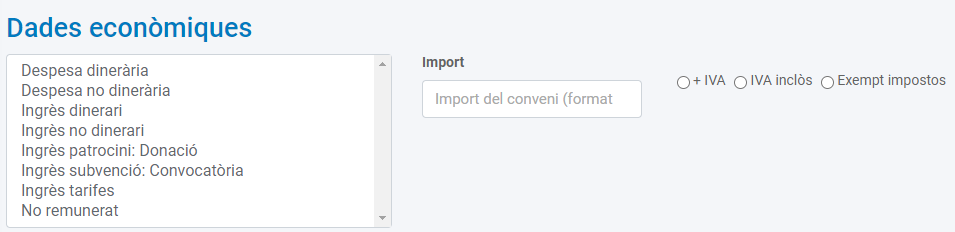 Dades econòmiques
Despesa dinerària
Despesa no dinerària
Ingrès dinerari
Ingrès no dinerari
Ingrès patrocini: Donació
Ingrès subvenció: Convocatòria
Ingrès tarifes
No remunerat
Import
Import del conveni (format
+ IVA IVA inclòs Exempt impostos